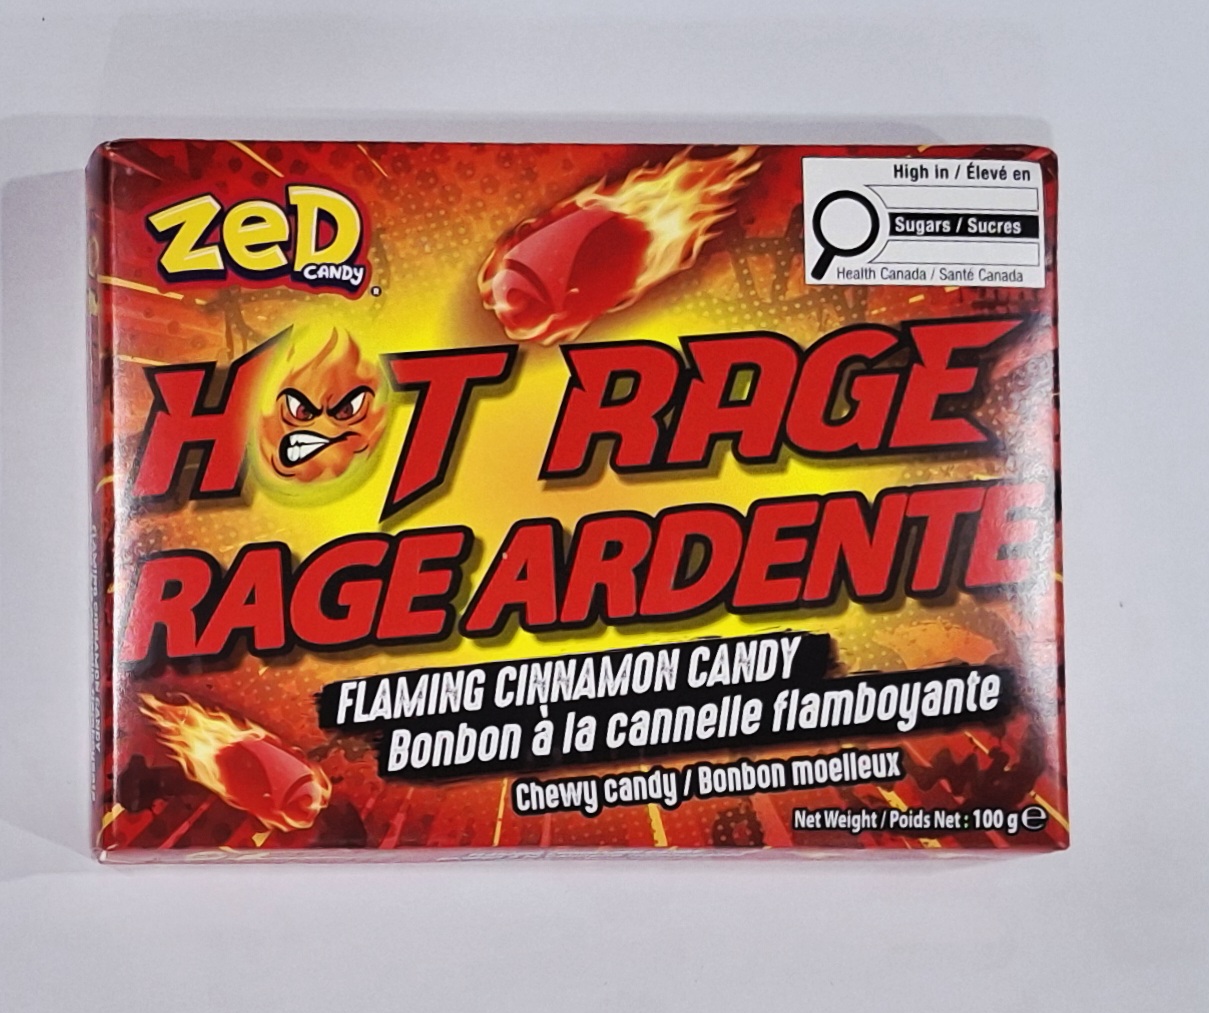 ZeD
CANDY
®
High in / Élevé en
Sugars / Sucres
Health Canada / Santé Canada
HOT RAGE
RAGE ARDENTE
FLAMING CINNAMON CANDY
Bonbon à la cannelle flamboyante
Chewy candy / Bonbon moelleux
Net Weight / Poids Net : 100 g ℮